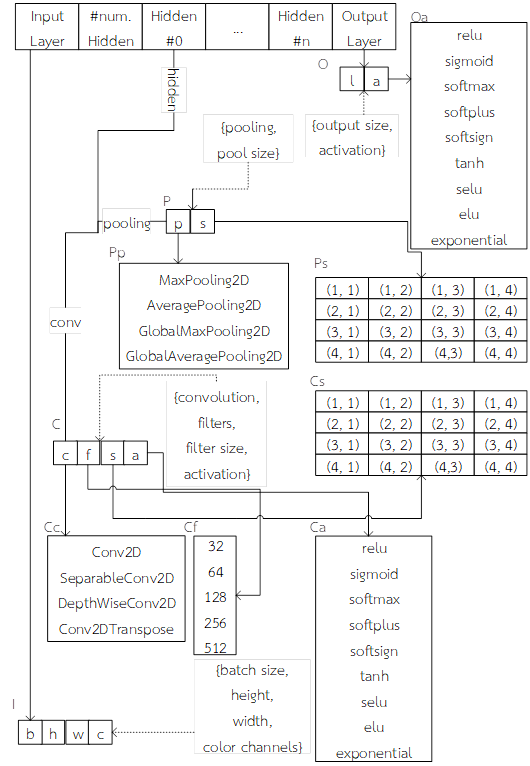 Input Layer
#num. Hidden
Hidden #0
...
Hidden #n
Output Layer
Oa
relu
sigmoid
softmax
softplus
softsign
tanh
selu
elu
exponential
O
l a
hidden
{output size,
activation}
{pooling,
pool size}
P
p s
pooling
Pp
MaxPooling2D
AveragePooling2D
GlobalMaxPooling2D
GlobalAveragePooling2D
Ps
(1, 1) (1, 2) (1, 3) (1, 4)
(2, 1) (2, 2) (2, 3) (2, 4)
(3, 1) (3, 2) (3, 3) (3, 4)
(4, 1) (4, 2) (4,3) (4, 4)
conv
Cs
(1, 1) (1, 2) (1, 3) (1, 4)
(2, 1) (2, 2) (2, 3) (2, 4)
(3, 1) (3, 2) (3, 3) (3, 4)
(4, 1) (4, 2) (4,3) (4, 4)
{convolution,
filters,
filter size,
activation}
C
c f s a
Cc
Conv2D
SeparableConv2D
DepthWiseConv2D
Conv2DTranspose
Cf
32
64
128
256
512
Ca
relu
sigmoid
softmax
softplus
softsign
tanh
selu
elu
exponential
{batch size,
height,
width,
color channels}
I
b h w c